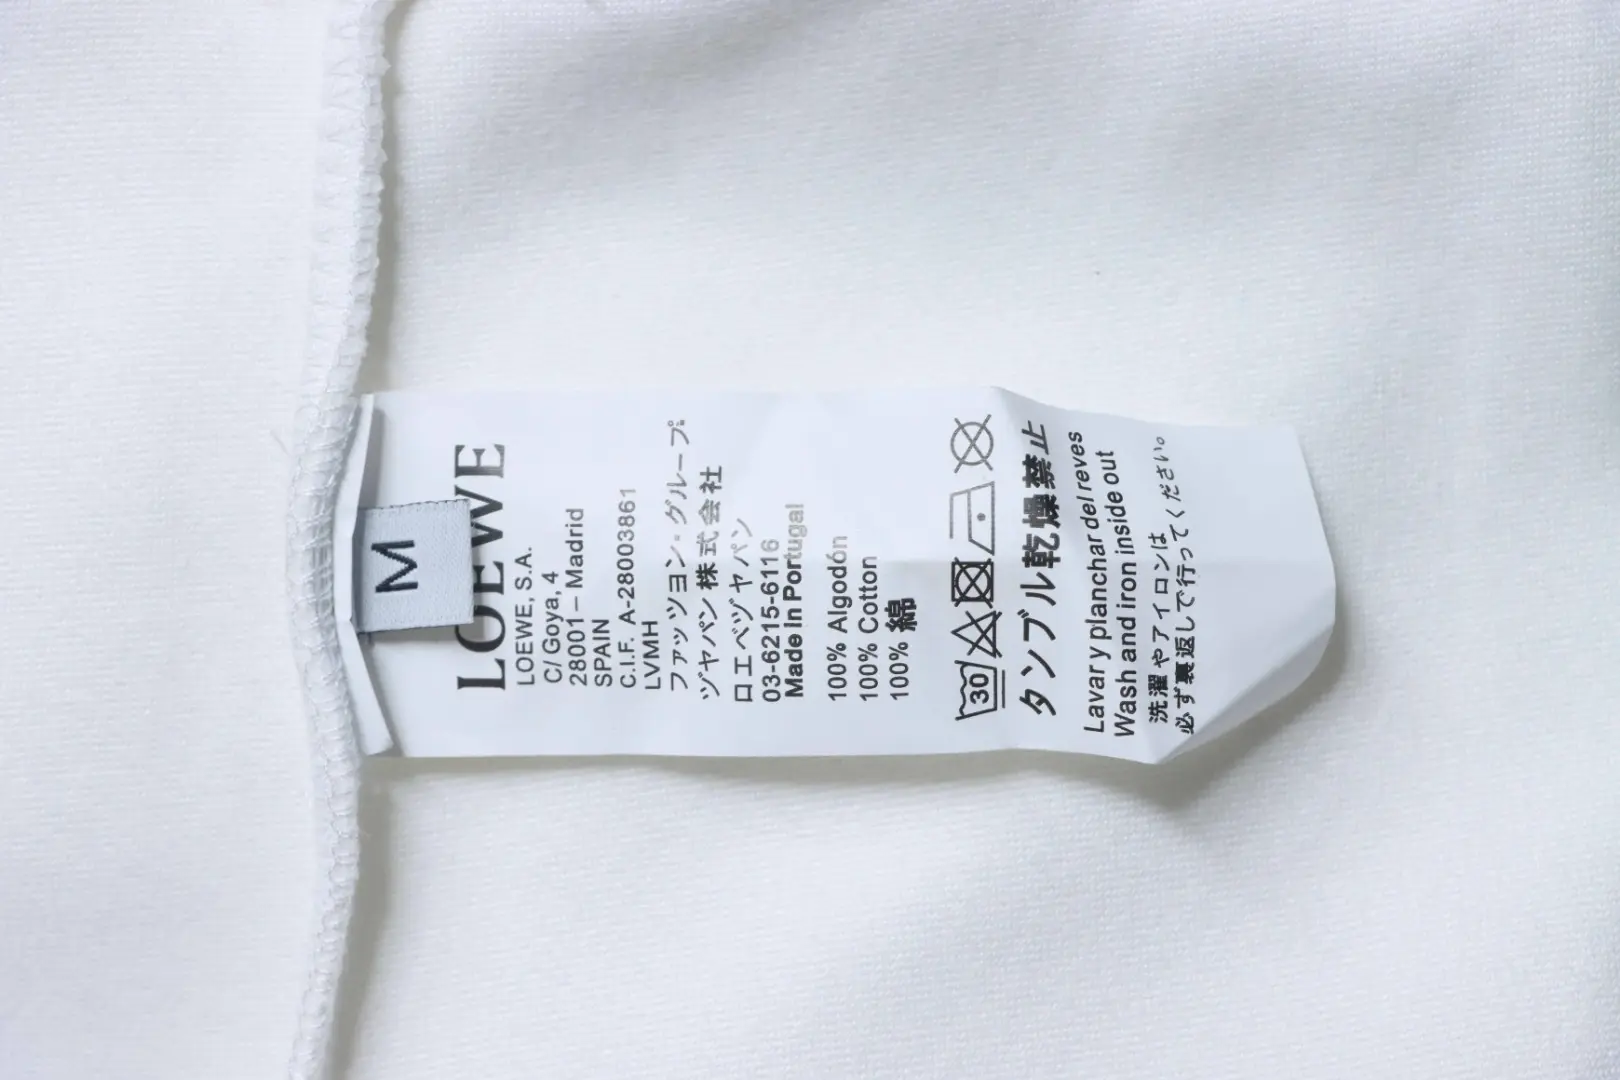 M
LOEWE
LOEWE, S.A.
C/ Goya, 4
28001 – Madrid
SPAIN
C.I.F. A-28003861
LVMH
ファッツョン・グループ
ヅャパン株式会社
ロエベヅャパン
03-6215-6116
Made in Portugal
100% Algodón
100% Cotton
100% 綿
30
タンブル乾燥禁止
Lavar y planchar del reves
Wash and iron inside out
洗濯やアイロンは
必ず裏返しで行ってください。